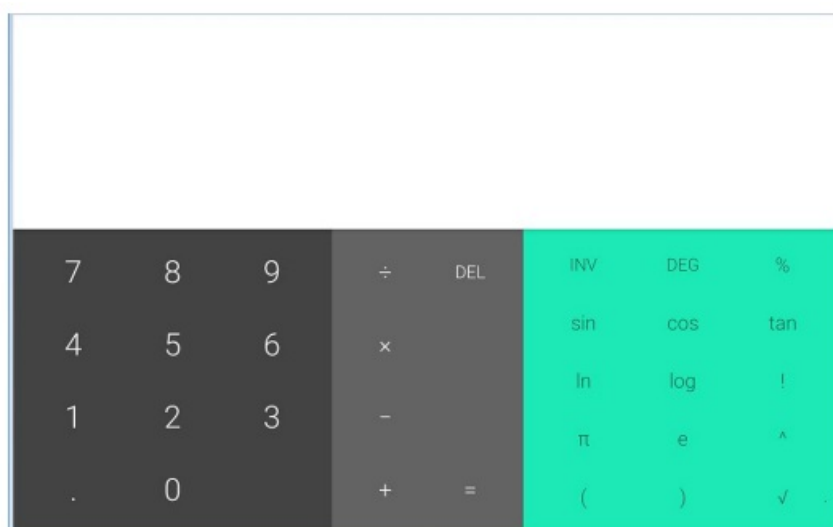 7 8 9 ÷ DEL INV DEG %
sin cos tan
4 5 6 ×
ln log !
1 2 3 −
π e ^
. 0 + = ( ) √